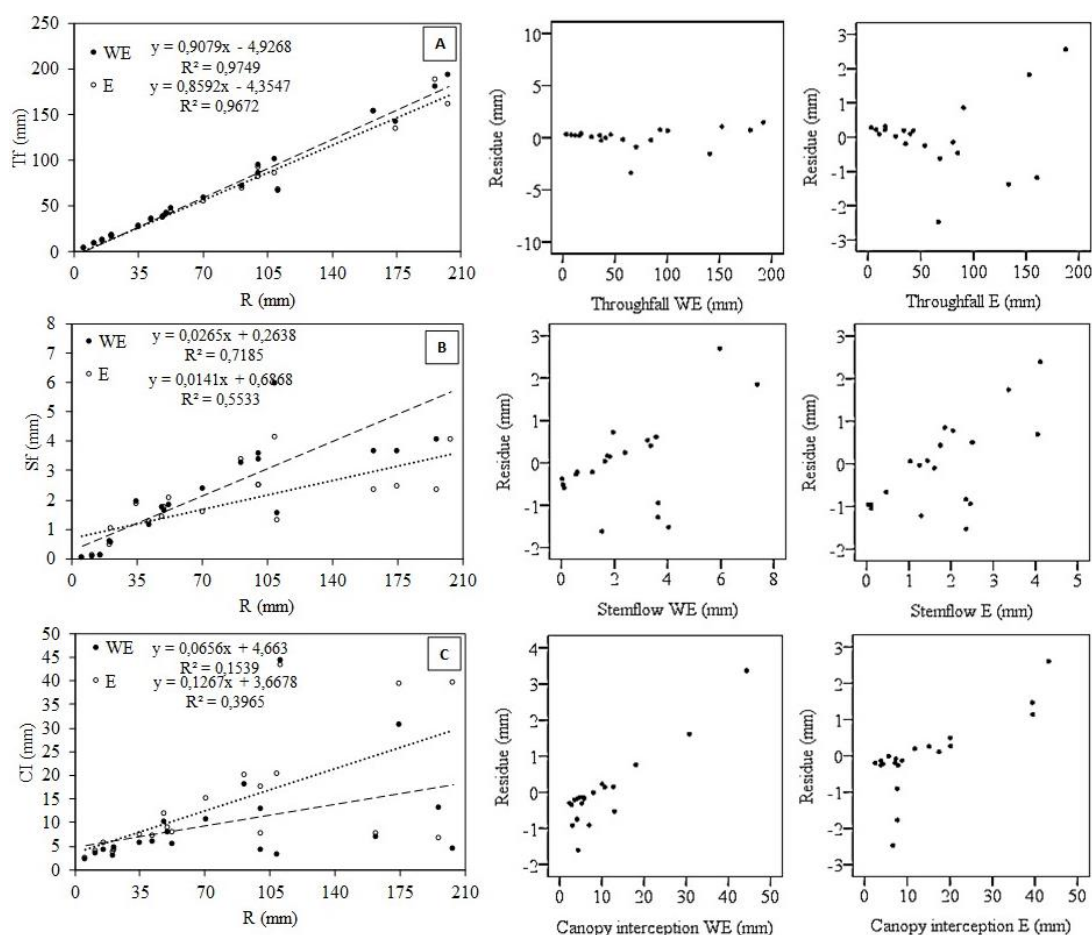 A
WE y = 0,9079x - 4,9268
R² = 0,9749
E y = 0,8592x - 4,3547
R² = 0,9672
250
200
150
100
50
0
Tf (mm)
0 35 70 105 140 175 210
R (mm)
10
5
0
-5
-10
Residue (mm)
0 50 100 150 200
Throughfall WE (mm)
3
2
1
0
-1
-2
-3
Residue (mm)
0 50 100 150 200
Throughfall E (mm)
B
WE y = 0,0265x + 0,2638
R² = 0,7185
E y = 0,0141x + 0,6868
R² = 0,5533
8
7
6
5
4
3
2
1
0
Sf (mm)
0 35 70 105 140 175 210
R (mm)
3
2
1
0
-1
-2
Residue (mm)
0 2 4 6 8
Stemflow WE (mm)
3
2
1
0
-1
-2
Residue (mm)
0 1 2 3 4 5
Stemflow E (mm)
C
WE y = 0,0656x + 4,663
R² = 0,1539
E y = 0,1267x + 3,6678
R² = 0,3965
50
45
40
35
30
25
20
15
10
5
0
CI (mm)
0 35 70 105 140 175 210
R (mm)
4
3
2
1
0
-1
-2
Residue (mm)
0 10 20 30 40 50
Canopy interception WE (mm)
3
2
1
0
-1
-2
-3
Residue (mm)
0 10 20 30 40 50
Canopy interception E (mm)